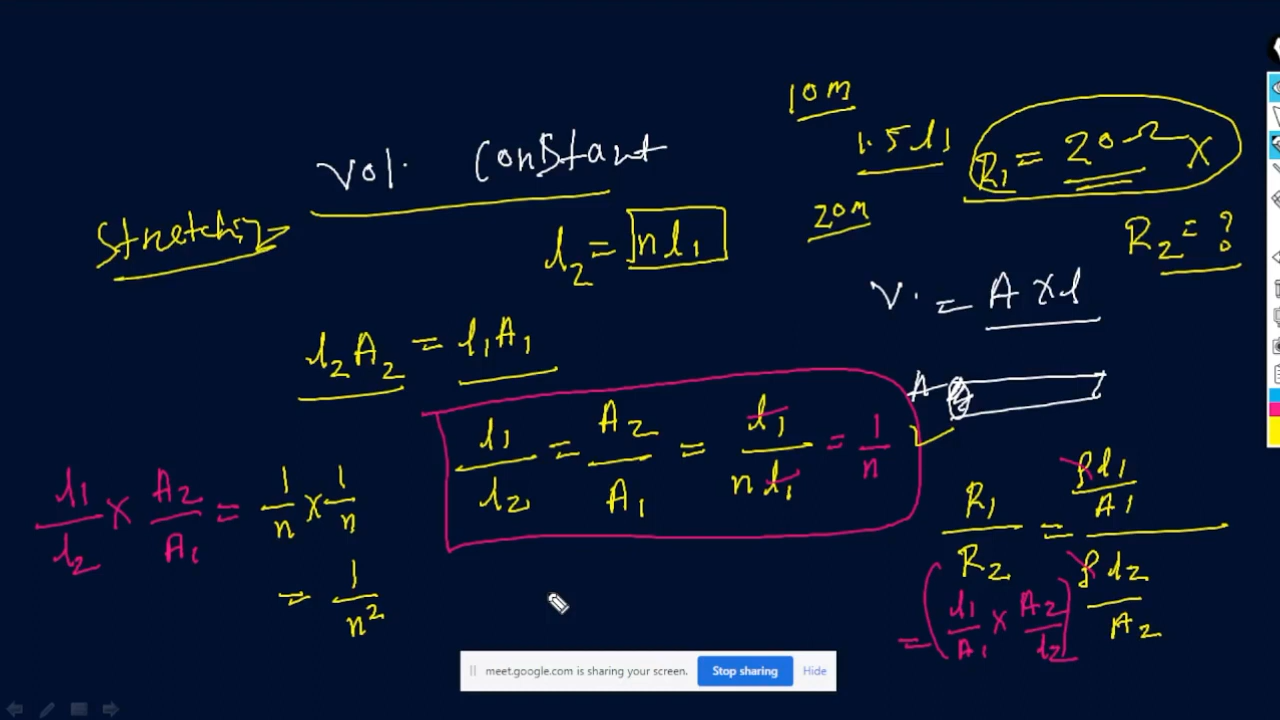 10m
1.5 l1
R1 = 20Ω X
Vol. Constant
20m
Stretching
l2 = nl1
R2 = ?
V. = A X l
l2A2 = l1A1
A
l1/l2 = A2/A1 = l1/nl1 = 1/n
l1/l2 X A2/A1 = 1/n X 1/n
= 1/n²
R1/R2 = (ρl1/A1)/(ρl2/A2)
= (l1/A1 X A2/l2)
meet.google.com is sharing your screen. Stop sharing Hide